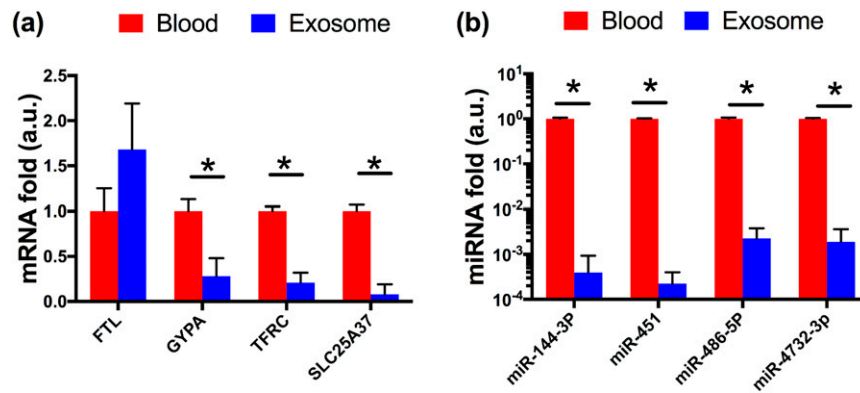 (a) Blood Exosome
mRNA fold (a.u.)
2.5
2.0
1.5
1.0
0.5
0.0
* * *
FTL GYPA TFRC SLC25A37
(b) Blood Exosome
miRNA fold (a.u.)
10¹
10⁰
10⁻¹
10⁻²
10⁻³
10⁻⁴
* * * *
miR-144-3P miR-451 miR-486-5P miR-4732-3p